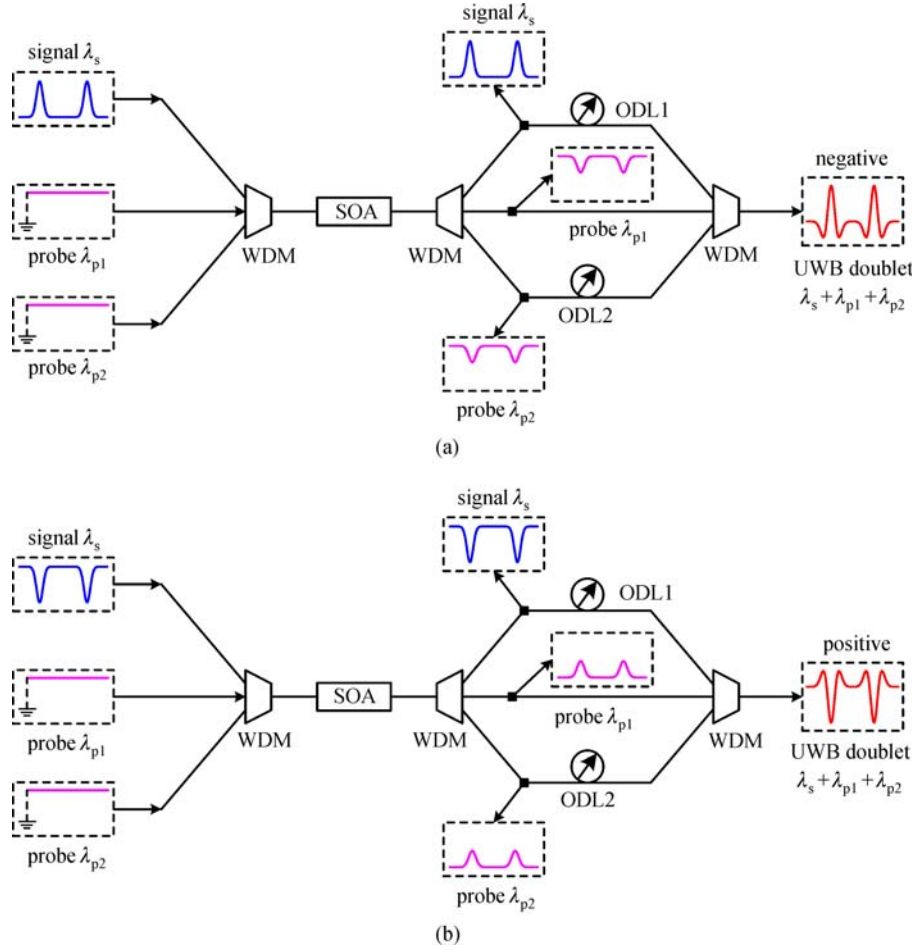 signal λs
signal λs
ODL1
negative
SOA
probe λp1
WDM
WDM
probe λp1
WDM
UWB doublet
λs + λp1 + λp2
ODL2
probe λp2
probe λp2
(a)
signal λs
signal λs
ODL1
positive
SOA
probe λp1
WDM
WDM
probe λp1
WDM
UWB doublet
λs + λp1 + λp2
ODL2
probe λp2
probe λp2
(b)